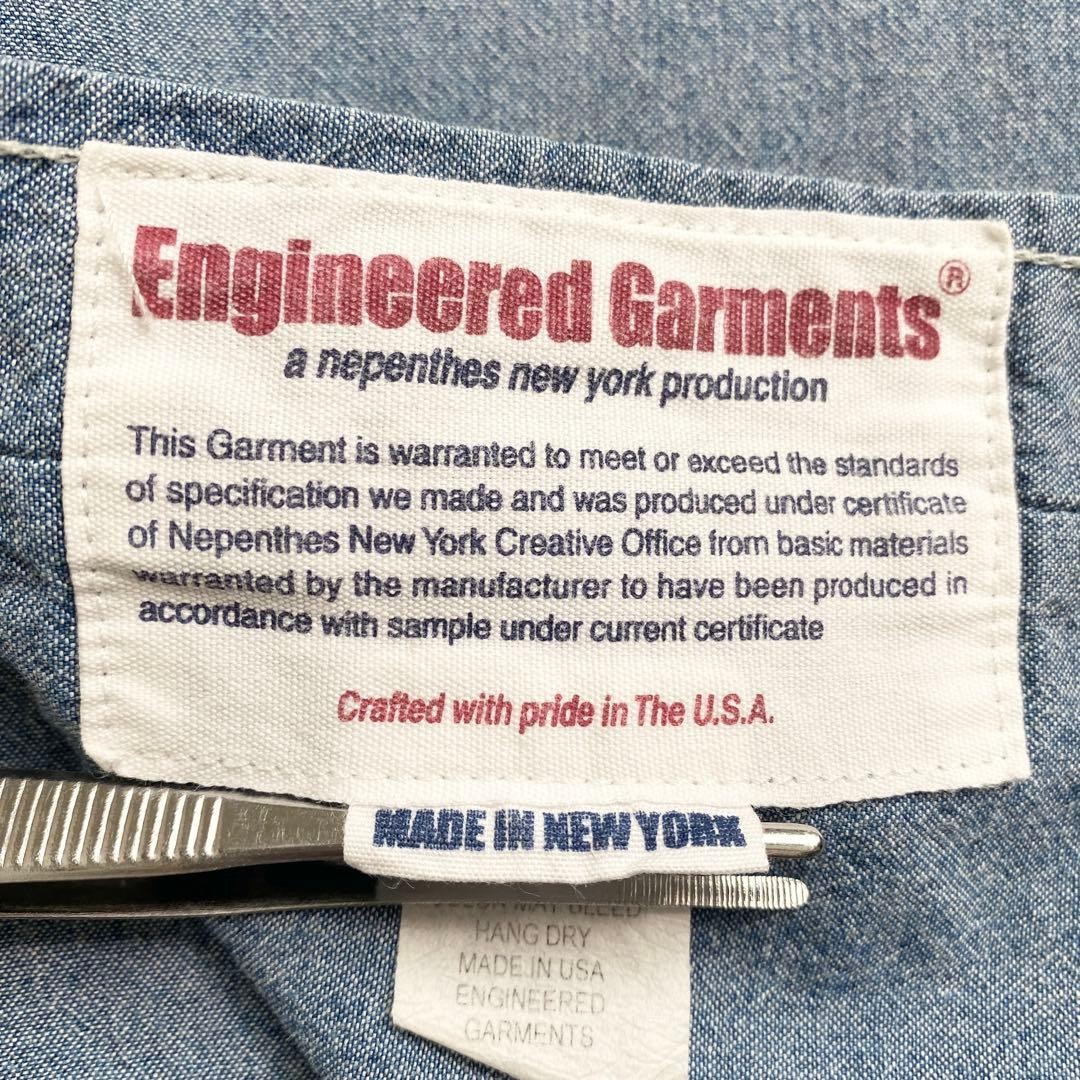 Engineered Garments®
a nepenthes new york production
This Garment is warranted to meet or exceed the standards
of specification we made and was produced under certificate
of Nepenthes New York Creative Office from basic materials
warranted by the manufacturer to have been produced in
accordance with sample under current certificate
Crafted with pride in The U.S.A.
MADE IN NEW YORK
COLOR MAY BLEED
HANG DRY
MADE IN USA
ENGINEERED
GARMENTS